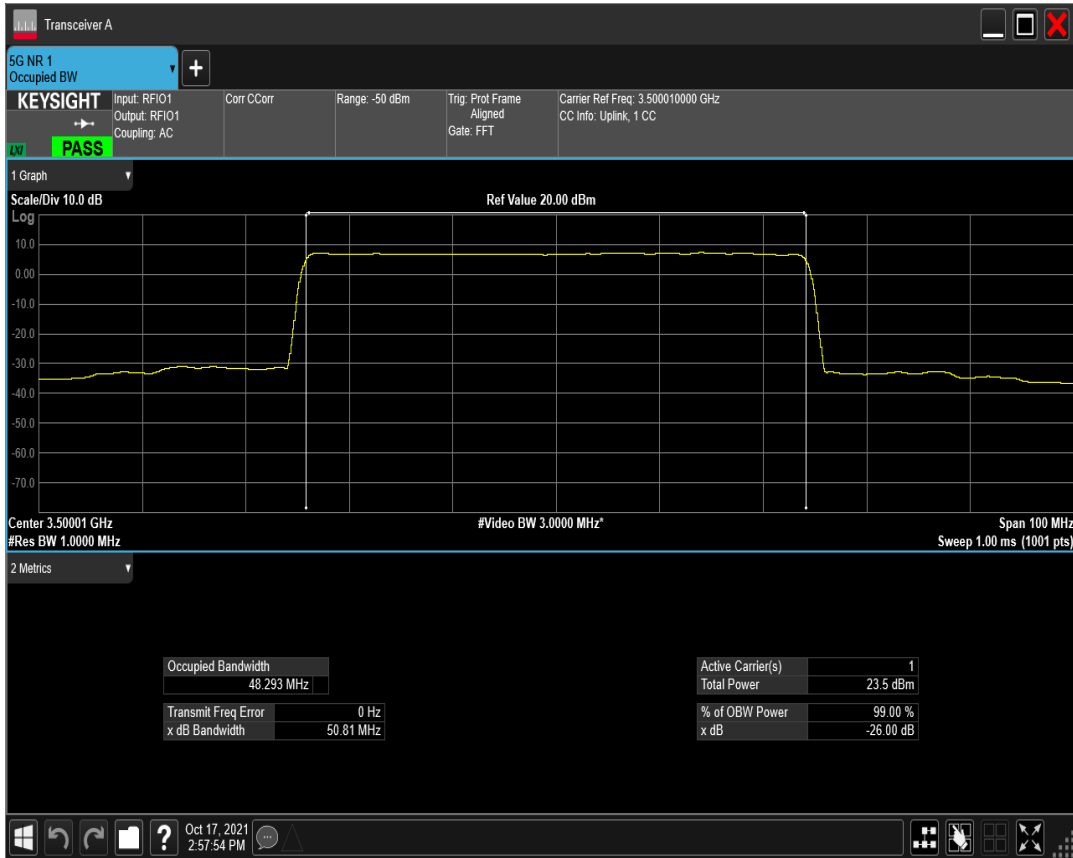 Transceiver A
5G NR 1
Occupied BW
+
KEYSIGHT
LXI
PASS
Input: RFIO1
Output: RFIO1
Coupling: AC
Corr CCorr
Range: -50 dBm
Trig: Prot Frame
Aligned
Gate: FFT
Carrier Ref Freq: 3.500010000 GHz
CC Info: Uplink, 1 CC
1 Graph
Scale/Div 10.0 dB
Ref Value 20.00 dBm
Log
10.0
0.00
-10.0
-20.0
-30.0
-40.0
-50.0
-60.0
-70.0
Center 3.50001 GHz
#Video BW 3.0000 MHz*
Span 100 MHz
#Res BW 1.0000 MHz
Sweep 1.00 ms (1001 pts)
2 Metrics
Occupied Bandwidth
48.293 MHz
Transmit Freq Error 0 Hz
x dB Bandwidth 50.81 MHz
Active Carrier(s) 1
Total Power 23.5 dBm
% of OBW Power 99.00 %
x dB -26.00 dB
?
Oct 17, 2021
2:57:54 PM